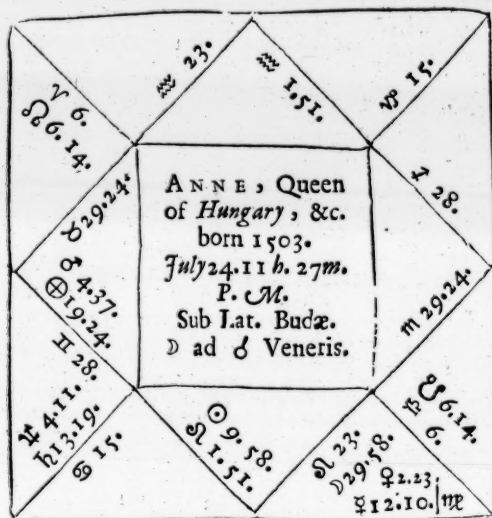 ♒ 23.
♒ 1.51.
♑ 15.
♈ 6.
☊ 6.14.
♐ 28.
♉ 29.24.
ANNE, Queen
of Hungary, &c.
born 1503.
July 24. 11 h. 27 m.
P. M.
Sub Lat. Budæ.
☽ ad ☌ Veneris.
♂ 4.37.
⊕ 19.24.
♊ 28.
♃ 4.11.
♄ 13.19.
♋ 15.
☉ 9.58.
♌ 1.51.
♌ 23.
☽ 29.58.
♀ 2.23.
☿ 12.10. ♍
♏ 29.24.
☋ 6.14.
6.